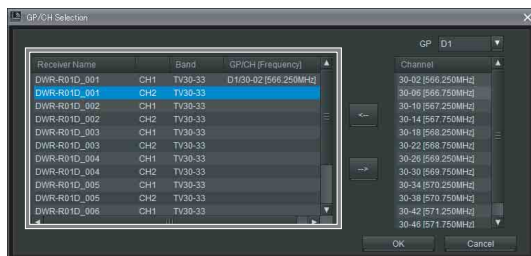 GP/CH Selection
GP D1
Receiver Name Band GP/CH [Frequency]
DWR-R01D_001 CH1 TV30-33 D1/30-02 [566.250MHz]
DWR-R01D_001 CH2 TV30-33
DWR-R01D_002 CH1 TV30-33
DWR-R01D_002 CH2 TV30-33
DWR-R01D_003 CH1 TV30-33
DWR-R01D_003 CH2 TV30-33
DWR-R01D_004 CH1 TV30-33
DWR-R01D_004 CH2 TV30-33
DWR-R01D_005 CH1 TV30-33
DWR-R01D_005 CH2 TV30-33
DWR-R01D_006 CH1 TV30-33
<--
-->
Channel
30-02 [566.250MHz]
30-06 [566.750MHz]
30-10 [567.250MHz]
30-14 [567.750MHz]
30-18 [568.250MHz]
30-22 [568.750MHz]
30-26 [569.250MHz]
30-30 [569.750MHz]
30-34 [570.250MHz]
30-38 [570.750MHz]
30-42 [571.250MHz]
30-46 [571.750MHz]
OK Cancel